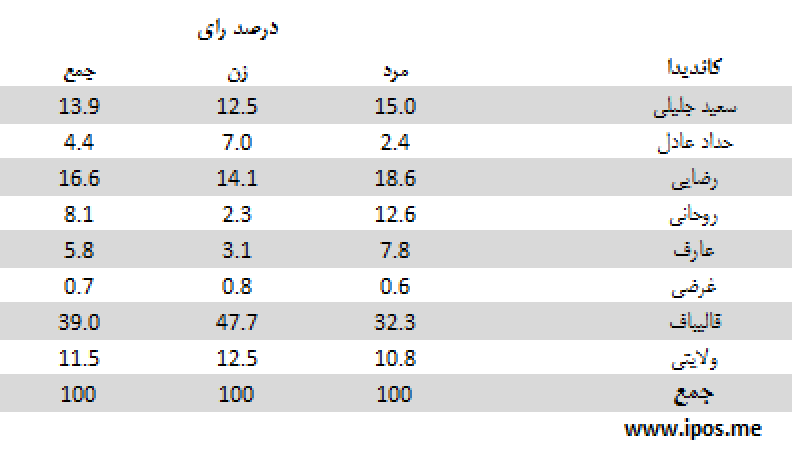 درصد رای
کاندیدا مرد زن جمع
سعید جلیلی 15.0 12.5 13.9
حداد عادل 2.4 7.0 4.4
رضایی 18.6 14.1 16.6
روحانی 12.6 2.3 8.1
عارف 7.8 3.1 5.8
غرضی 0.6 0.8 0.7
قالیباف 32.3 47.7 39.0
ولایتی 10.8 12.5 11.5
جمع 100 100 100
www.ipos.me